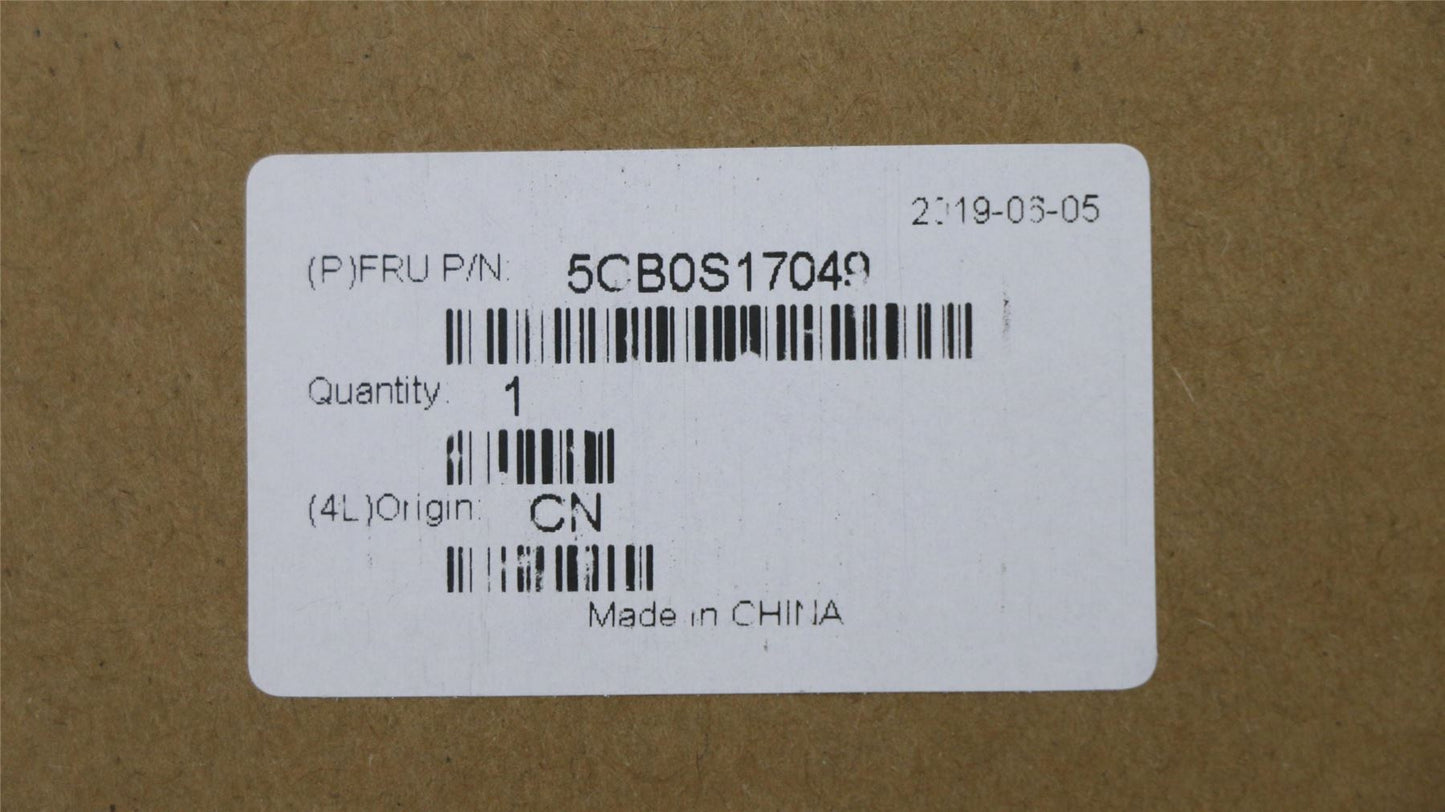 2019-06-05
(P)FRU P/N: 5CB0S17049
Quantity: 1
(4L)Origin: CN
Made in CHINA